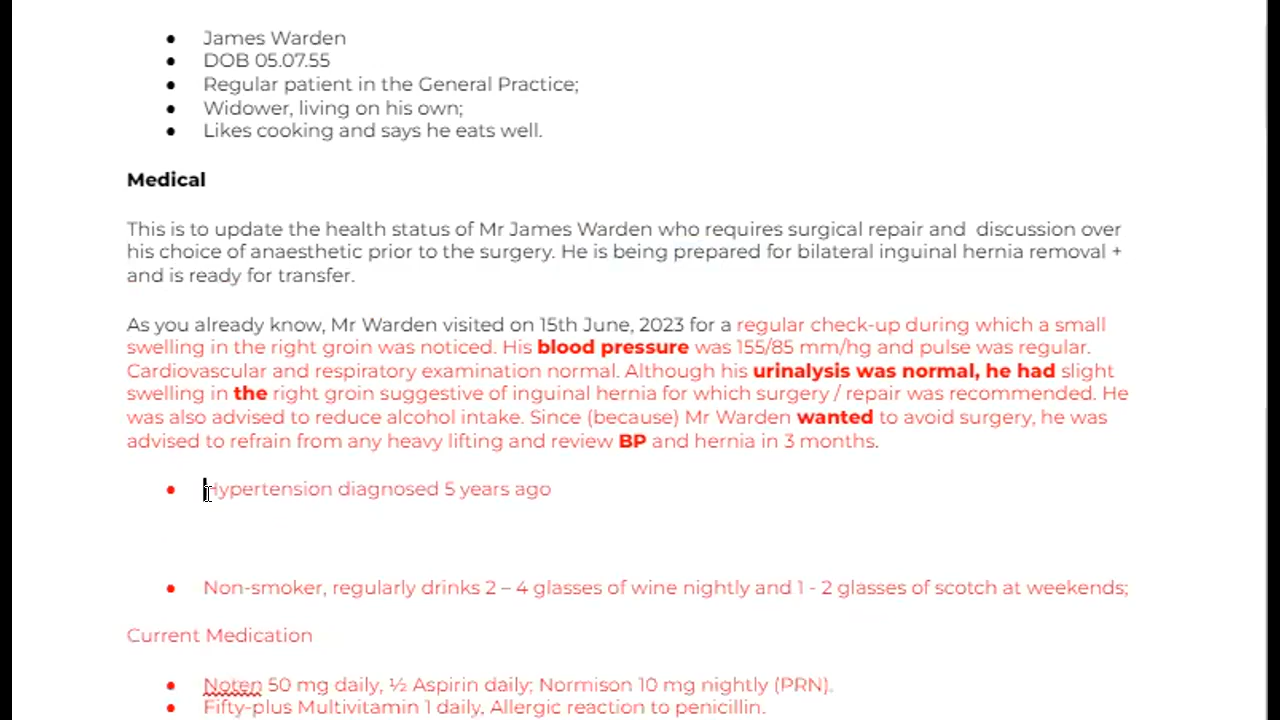 James Warden
DOB 05.07.55
Regular patient in the General Practice;
Widower, living on his own;
Likes cooking and says he eats well.
Medical
This is to update the health status of Mr James Warden who requires surgical repair and  discussion over
his choice of anaesthetic prior to the surgery. He is being prepared for bilateral inguinal hernia removal +
and is ready for transfer.
As you already know, Mr Warden visited on 15th June, 2023 for a regular check-up during which a small
swelling in the right groin was noticed. His blood pressure was 155/85 mm/hg and pulse was regular.
Cardiovascular and respiratory examination normal. Although his urinalysis was normal, he had slight
swelling in the right groin suggestive of inguinal hernia for which surgery / repair was recommended. He
was also advised to reduce alcohol intake. Since (because) Mr Warden wanted to avoid surgery, he was
advised to refrain from any heavy lifting and review BP and hernia in 3 months.
Hypertension diagnosed 5 years ago
Non-smoker, regularly drinks 2 – 4 glasses of wine nightly and 1 - 2 glasses of scotch at weekends;
Current Medication
Noten 50 mg daily, ½ Aspirin daily; Normison 10 mg nightly (PRN).
Fifty-plus Multivitamin 1 daily, Allergic reaction to penicillin.